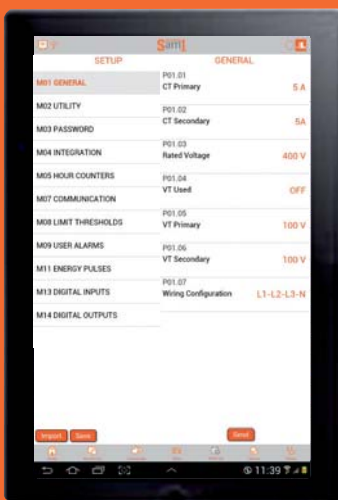 Sam1
SETUP
GENERAL
M01 GENERAL
M02 UTILITY
M03 PASSWORD
M04 INTEGRATION
M05 HOUR COUNTERS
M07 COMMUNICATION
M08 LIMIT THRESHOLDS
M09 USER ALARMS
M11 ENERGY PULSES
M13 DIGITAL INPUTS
M14 DIGITAL OUTPUTS
P01.01
CT Primary 5 A
P01.02
CT Secondary 5A
P01.03
Rated Voltage 400 V
P01.04
VT Used OFF
P01.05
VT Primary 100 V
P01.06
VT Secondary 100 V
P01.07
Wiring Configuration L1-L2-L3-N
Import Save Send
11:39